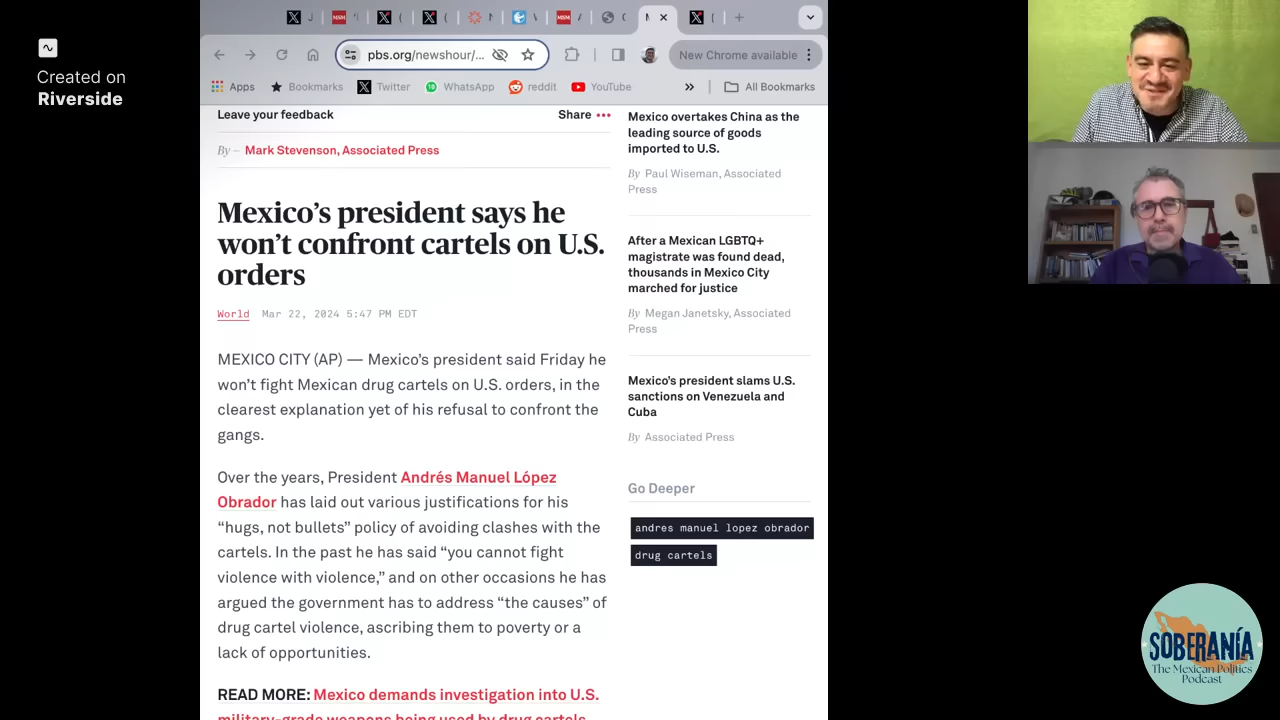 Created on
Riverside
J
MSM
(
(
N
W
MSM
A
C
M
(
pbs.org/newshour/...
New Chrome available
Apps
Bookmarks
Twitter
WhatsApp
reddit
YouTube
All Bookmarks
Leave your feedback
Share
By – Mark Stevenson, Associated Press
Mexico’s president says he
won’t confront cartels on U.S.
orders
World Mar 22, 2024 5:47 PM EDT
MEXICO CITY (AP) — Mexico’s president said Friday he
won’t fight Mexican drug cartels on U.S. orders, in the
clearest explanation yet of his refusal to confront the
gangs.
Over the years, President Andrés Manuel López
Obrador has laid out various justifications for his
“hugs, not bullets” policy of avoiding clashes with the
cartels. In the past he has said “you cannot fight
violence with violence,” and on other occasions he has
argued the government has to address “the causes” of
drug cartel violence, ascribing them to poverty or a
lack of opportunities.
READ MORE: Mexico demands investigation into U.S.
military-grade weapons being used by drug cartels
Mexico overtakes China as the
leading source of goods
imported to U.S.
By Paul Wiseman, Associated
Press
After a Mexican LGBTQ+
magistrate was found dead,
thousands in Mexico City
marched for justice
By Megan Janetsky, Associated
Press
Mexico’s president slams U.S.
sanctions on Venezuela and
Cuba
By Associated Press
Go Deeper
andres manuel lopez obrador
drug cartels
SOBERANÍA
The Mexican Politics
Podcast